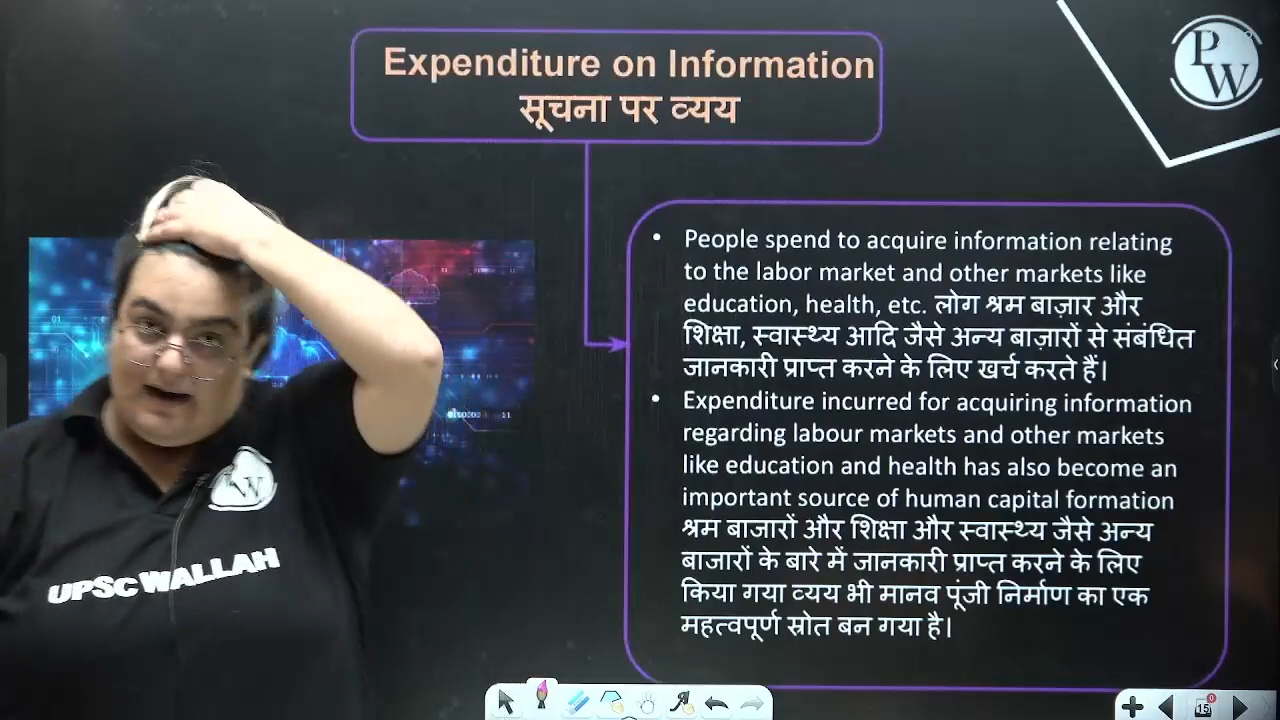 Expenditure on Information
सूचना पर व्यय
PW
• People spend to acquire information relating
to the labor market and other markets like
education, health, etc. लोग श्रम बाज़ार और
शिक्षा, स्वास्थ्य आदि जैसे अन्य बाज़ारों से संबंधित
जानकारी प्राप्त करने के लिए खर्च करते हैं।
• Expenditure incurred for acquiring information
regarding labour markets and other markets
like education and health has also become an
important source of human capital formation
श्रम बाजारों और शिक्षा और स्वास्थ्य जैसे अन्य
बाजारों के बारे में जानकारी प्राप्त करने के लिए
किया गया व्यय भी मानव पूंजी निर्माण का एक
महत्वपूर्ण स्रोत बन गया है।
W
UPSC WALLAH
15